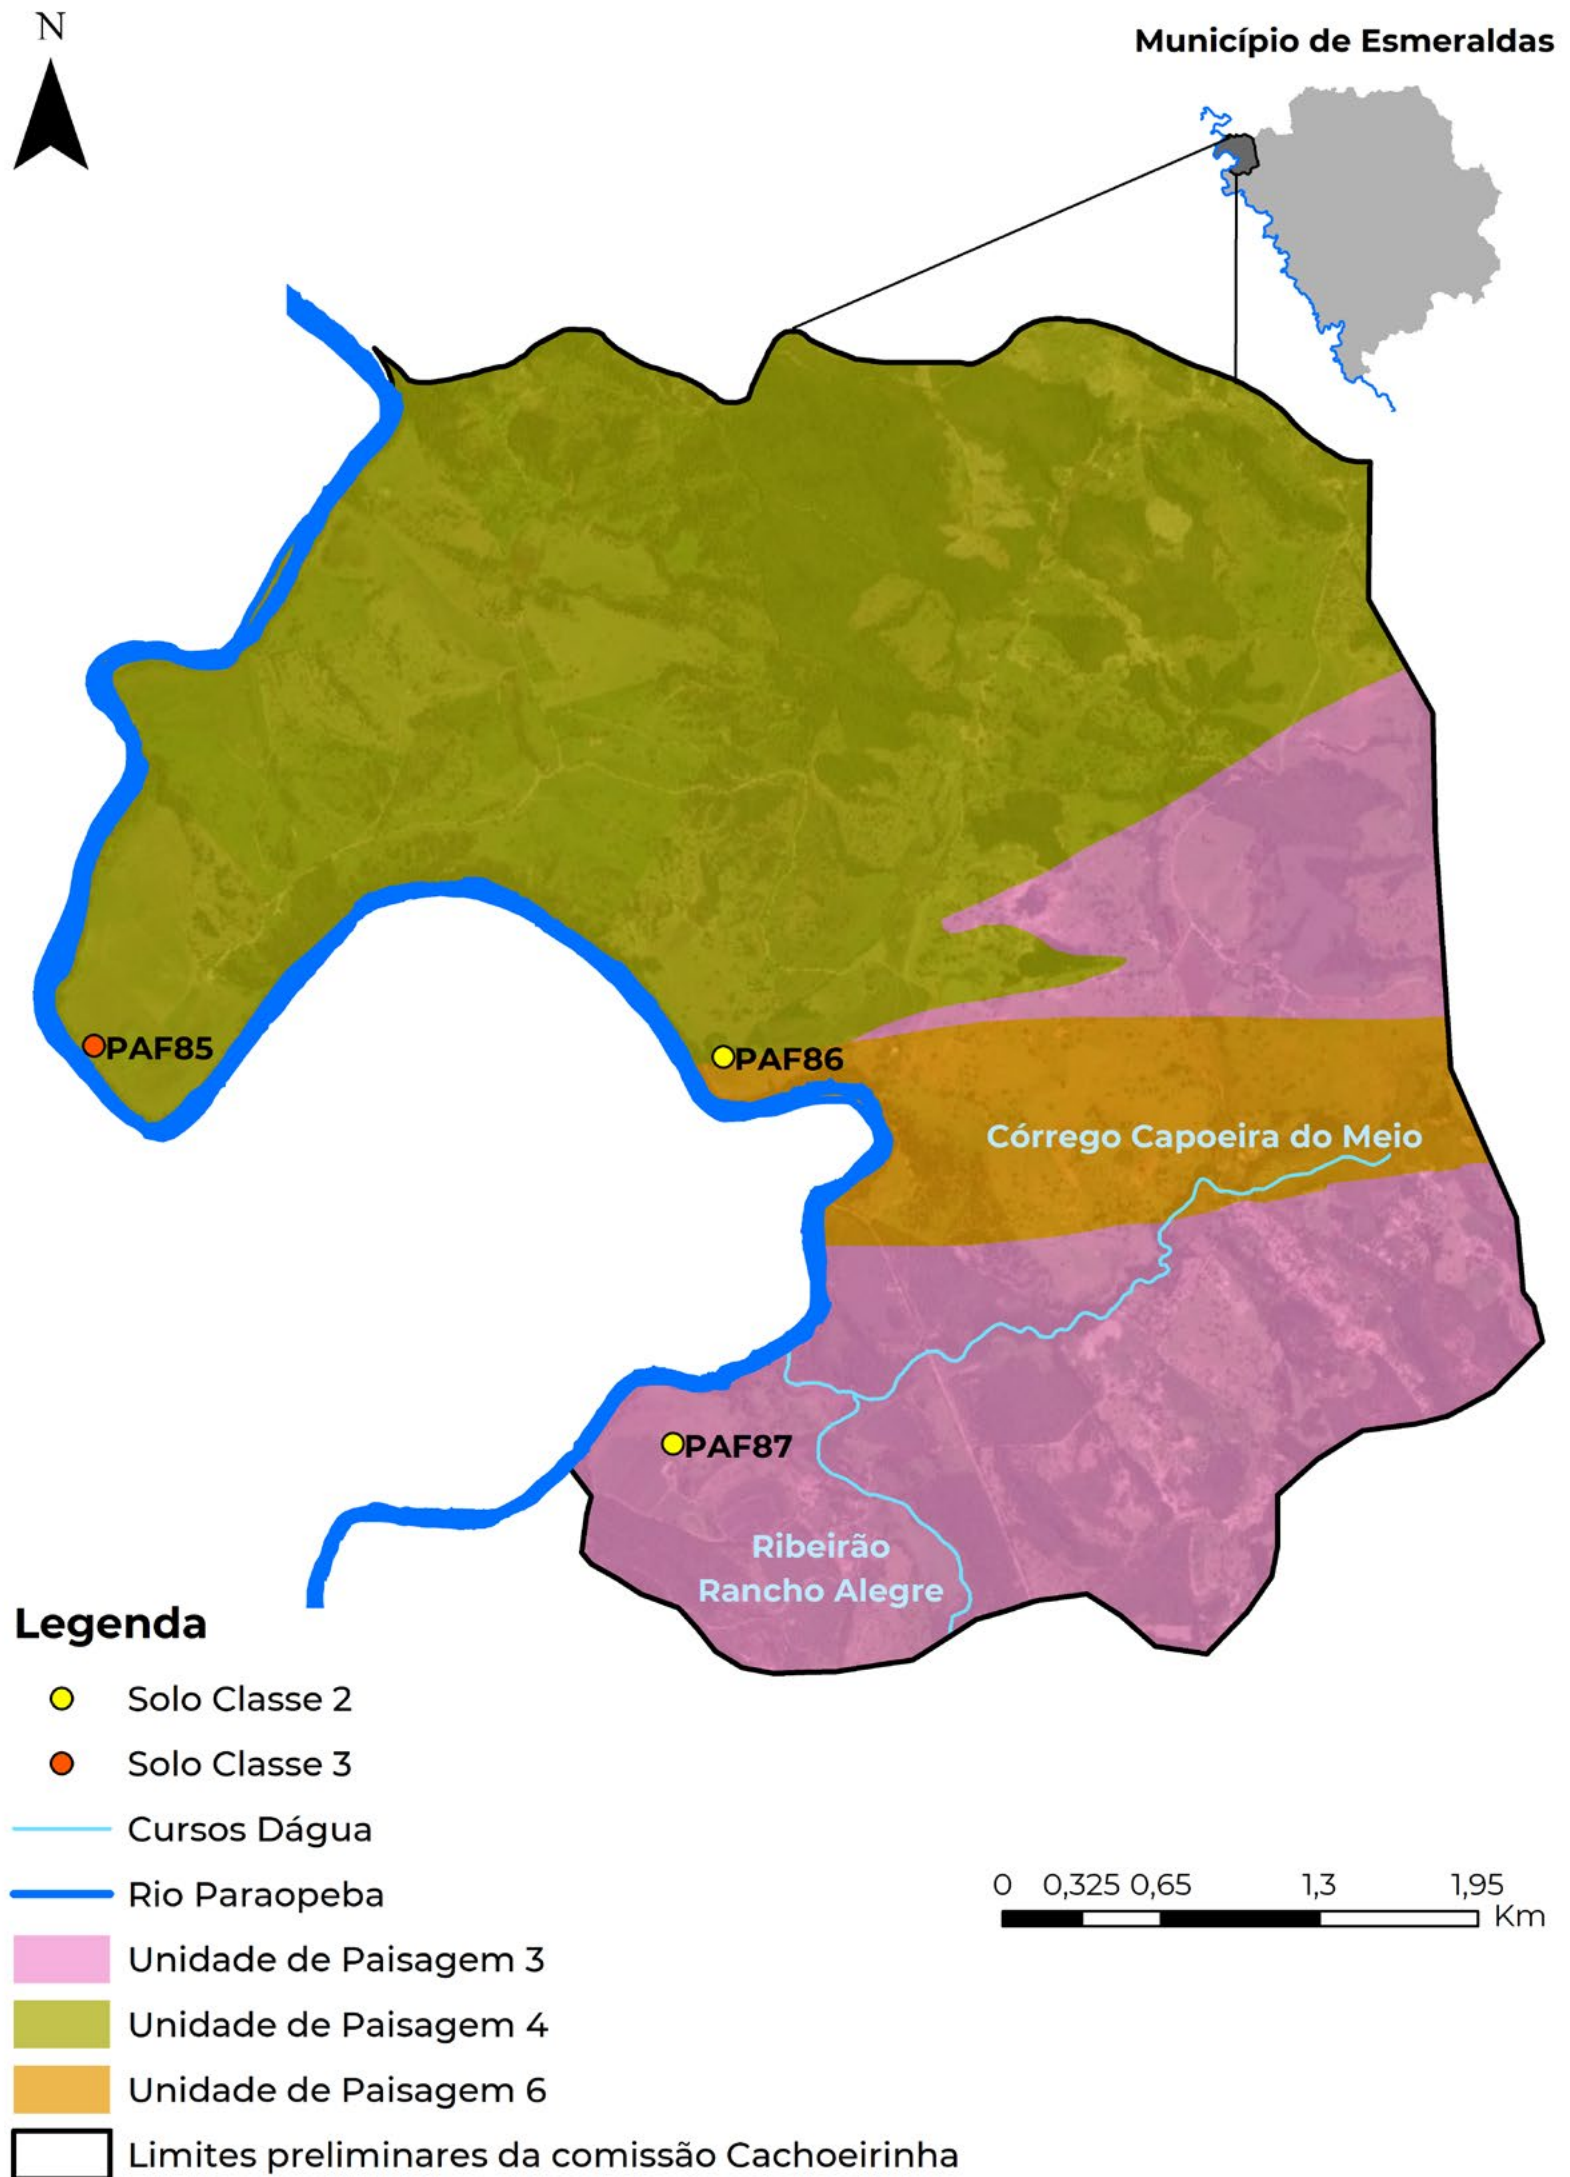 N
Município de Esmeraldas
PAF85
PAF86
Córrego Capoeira do Meio
PAF87
Ribeirão
Rancho Alegre
Legenda
Solo Classe 2
Solo Classe 3
Cursos Dágua
Rio Paraopeba
Unidade de Paisagem 3
Unidade de Paisagem 4
Unidade de Paisagem 6
Limites preliminares da comissão Cachoeirinha
0 0,325 0,65 1,3 1,95
Km